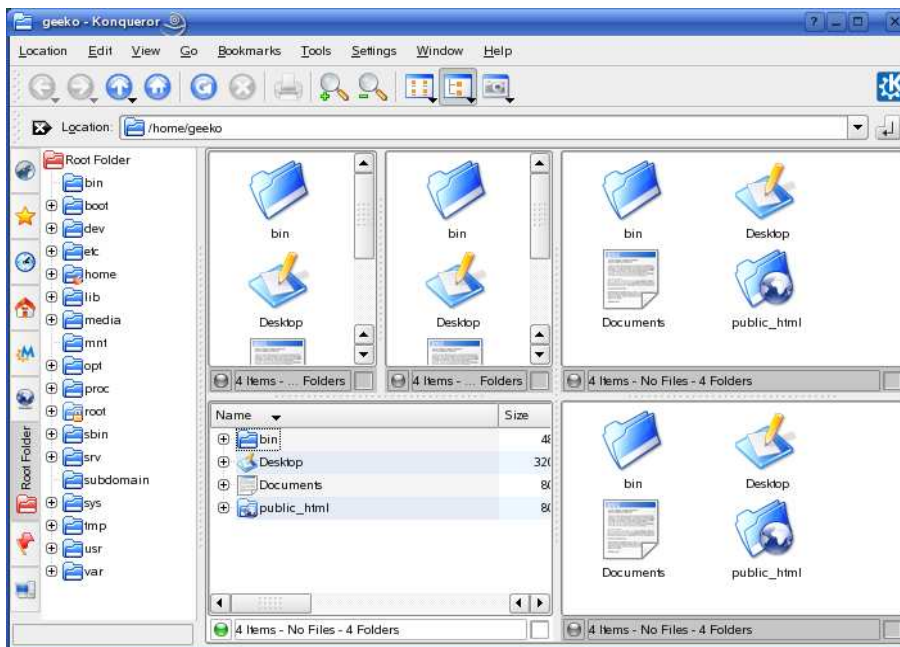 geeko - Konqueror
Location Edit View Go Bookmarks Tools Settings Window Help
Location: /home/geeko
Root Folder
Root Folder
bin
boot
dev
etc
home
lib
media
mnt
opt
proc
root
sbin
srv
subdomain
sys
tmp
usr
var
bin
Desktop
4 Items - ... Folders
bin
Desktop
4 Items - ... Folders
bin Desktop
Documents public_html
4 Items - No Files - 4 Folders
Name Size
bin 48
Desktop 320
Documents 80
public_html 80
4 Items - No Files - 4 Folders
bin Desktop
Documents public_html
4 Items - No Files - 4 Folders